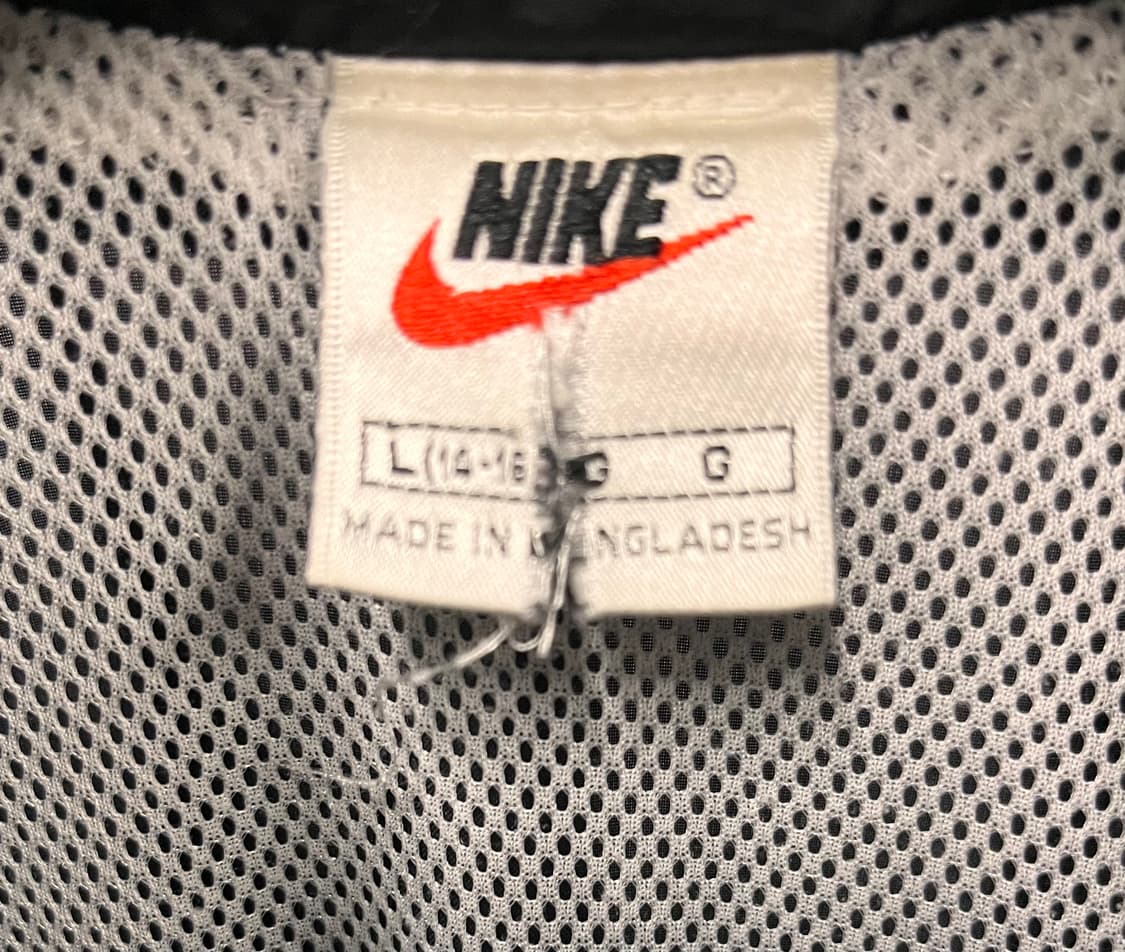 NIKE®
L(14-16) G G
MADE IN BANGLADESH